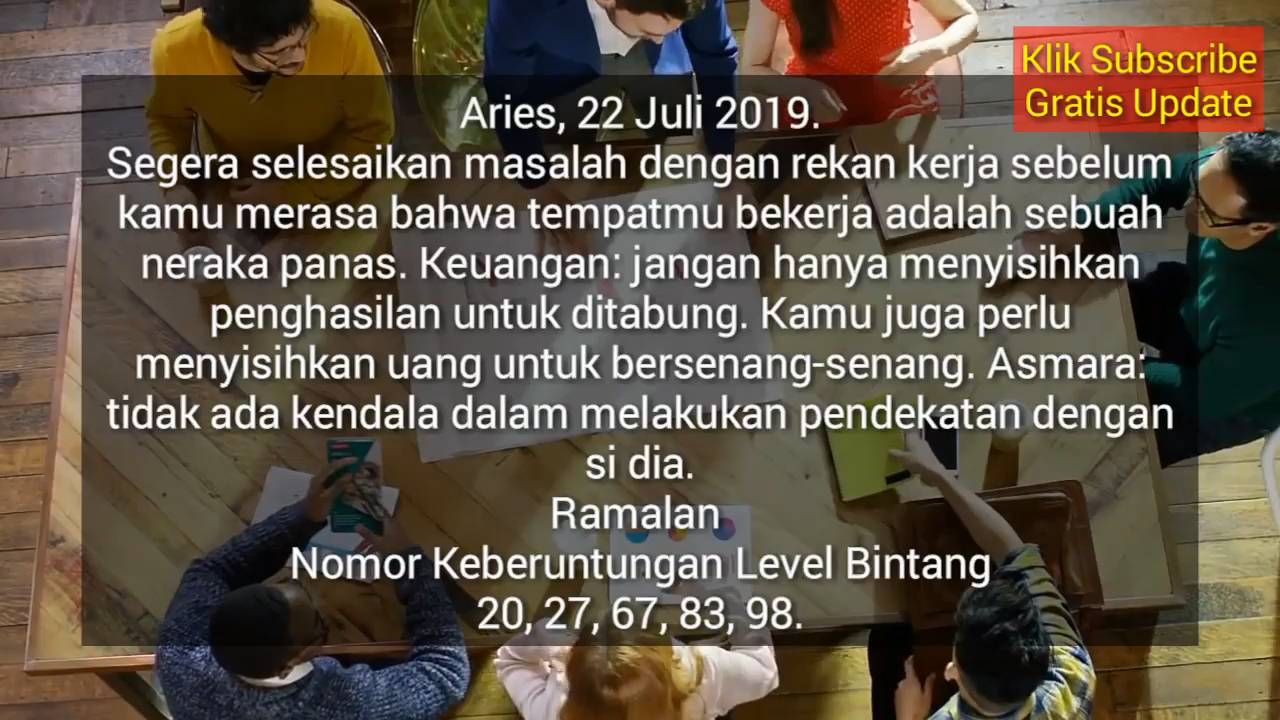 Klik Subscribe
Gratis Update
Aries, 22 Juli 2019.
Segera selesaikan masalah dengan rekan kerja sebelum
kamu merasa bahwa tempatmu bekerja adalah sebuah
neraka panas. Keuangan: jangan hanya menyisihkan
penghasilan untuk ditabung. Kamu juga perlu
menyisihkan uang untuk bersenang-senang. Asmara:
tidak ada kendala dalam melakukan pendekatan dengan
si dia.
Ramalan
Nomor Keberuntungan Level Bintang
20, 27, 67, 83, 98.